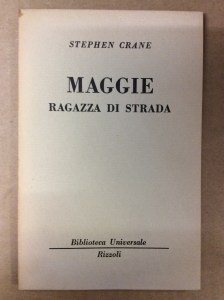 STEPHEN CRANE
MAGGIE
RAGAZZA DI STRADA
Biblioteca Universale
Rizzoli